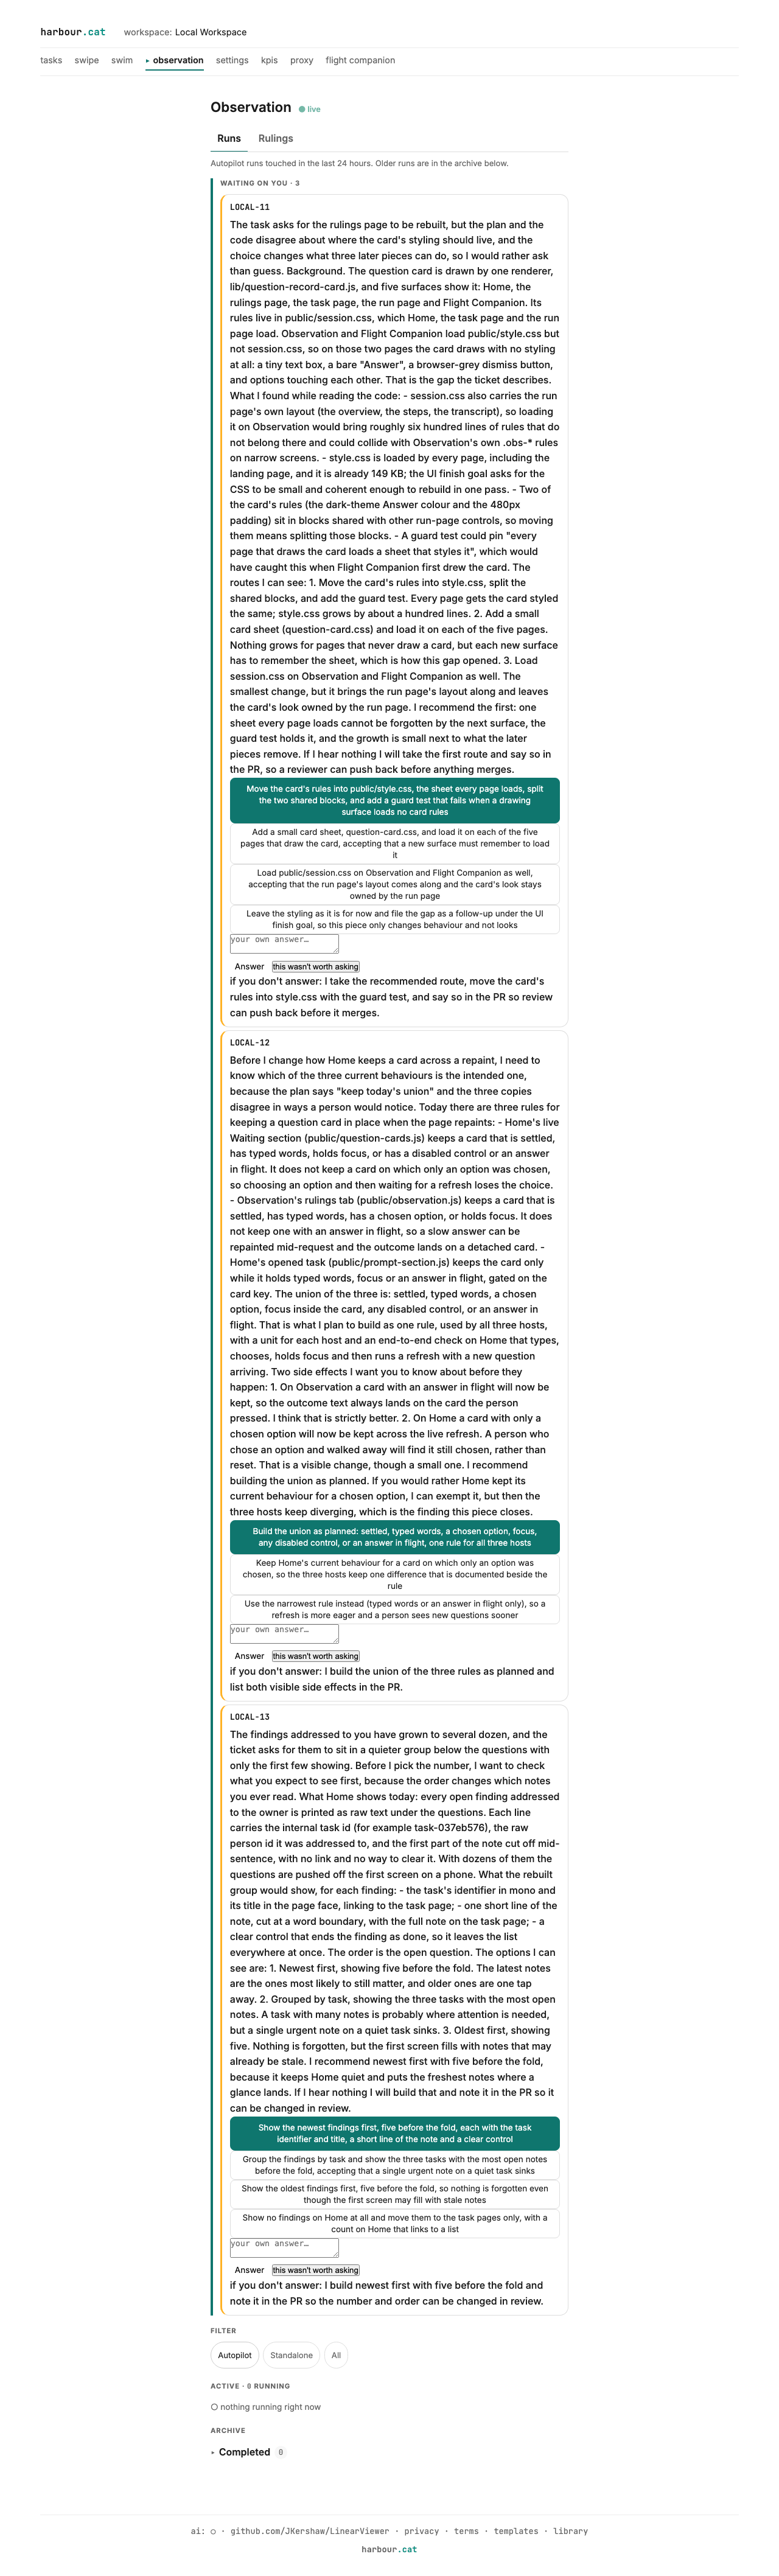 harbour.cat workspace: Local Workspace
tasks swipe swim ▸ observation settings kpis proxy flight companion
Observation ● live
Runs Rulings
Autopilot runs touched in the last 24 hours. Older runs are in the archive below.
WAITING ON YOU · 3
LOCAL-11
The task asks for the rulings page to be rebuilt, but the plan and the
code disagree about where the card's styling should live, and the
choice changes what three later pieces can do, so I would rather ask
than guess. Background. The question card is drawn by one renderer,
lib/question-record-card.js, and five surfaces show it: Home, the
rulings page, the task page, the run page and Flight Companion. Its
rules live in public/session.css, which Home, the task page and the run
page load. Observation and Flight Companion load public/style.css but
not session.css, so on those two pages the card draws with no styling
at all: a tiny text box, a bare "Answer", a browser-grey dismiss button,
and options touching each other. That is the gap the ticket describes.
What I found while reading the code: - session.css also carries the run
page's own layout (the overview, the steps, the transcript), so loading
it on Observation would bring roughly six hundred lines of rules that do
not belong there and could collide with Observation's own .obs-* rules
on narrow screens. - style.css is loaded by every page, including the
landing page, and it is already 149 KB; the UI finish goal asks for the
CSS to be small and coherent enough to rebuild in one pass. - Two of
the card's rules (the dark-theme Answer colour and the 480px
padding) sit in blocks shared with other run-page controls, so moving
them means splitting those blocks. - A guard test could pin "every
page that draws the card loads a sheet that styles it", which would
have caught this when Flight Companion first drew the card. The
routes I can see: 1. Move the card's rules into style.css, split the
shared blocks, and add the guard test. Every page gets the card styled
the same; style.css grows by about a hundred lines. 2. Add a small
card sheet (question-card.css) and load it on each of the five pages.
Nothing grows for pages that never draw a card, but each new surface
has to remember the sheet, which is how this gap opened. 3. Load
session.css on Observation and Flight Companion as well. The
smallest change, but it brings the run page's layout along and leaves
the card's look owned by the run page. I recommend the first: one
sheet every page loads cannot be forgotten by the next surface, the
guard test holds it, and the growth is small next to what the later
pieces remove. If I hear nothing I will take the first route and say so in
the PR, so a reviewer can push back before anything merges.
Move the card's rules into public/style.css, the sheet every page loads, split
the two shared blocks, and add a guard test that fails when a drawing
surface loads no card rules
Add a small card sheet, question-card.css, and load it on each of the five
pages that draw the card, accepting that a new surface must remember to load
it
Load public/session.css on Observation and Flight Companion as well,
accepting that the run page's layout comes along and the card's look stays
owned by the run page
Leave the styling as it is for now and file the gap as a follow-up under the UI
finish goal, so this piece only changes behaviour and not looks
your own answer…
Answer this wasn't worth asking
if you don't answer: I take the recommended route, move the card's
rules into style.css with the guard test, and say so in the PR so review
can push back before it merges.
LOCAL-12
Before I change how Home keeps a card across a repaint, I need to
know which of the three current behaviours is the intended one,
because the plan says "keep today's union" and the three copies
disagree in ways a person would notice. Today there are three rules for
keeping a question card in place when the page repaints: - Home's live
Waiting section (public/question-cards.js) keeps a card that is settled,
has typed words, holds focus, or has a disabled control or an answer
in flight. It does not keep a card on which only an option was chosen,
so choosing an option and then waiting for a refresh loses the choice.
- Observation's rulings tab (public/observation.js) keeps a card that is
settled, has typed words, has a chosen option, or holds focus. It does
not keep one with an answer in flight, so a slow answer can be
repainted mid-request and the outcome lands on a detached card. -
Home's opened task (public/prompt-section.js) keeps the card only
while it holds typed words, focus or an answer in flight, gated on the
card key. The union of the three is: settled, typed words, a chosen
option, focus inside the card, any disabled control, or an answer in
flight. That is what I plan to build as one rule, used by all three hosts,
with a unit for each host and an end-to-end check on Home that types,
chooses, holds focus and then runs a refresh with a new question
arriving. Two side effects I want you to know about before they
happen: 1. On Observation a card with an answer in flight will now be
kept, so the outcome text always lands on the card the person
pressed. I think that is strictly better. 2. On Home a card with only a
chosen option will now be kept across the live refresh. A person who
chose an option and walked away will find it still chosen, rather than
reset. That is a visible change, though a small one. I recommend
building the union as planned. If you would rather Home kept its
current behaviour for a chosen option, I can exempt it, but then the
three hosts keep diverging, which is the finding this piece closes.
Build the union as planned: settled, typed words, a chosen option, focus,
any disabled control, or an answer in flight, one rule for all three hosts
Keep Home's current behaviour for a card on which only an option was
chosen, so the three hosts keep one difference that is documented beside the
rule
Use the narrowest rule instead (typed words or an answer in flight only), so a
refresh is more eager and a person sees new questions sooner
your own answer…
Answer this wasn't worth asking
if you don't answer: I build the union of the three rules as planned and
list both visible side effects in the PR.
LOCAL-13
The findings addressed to you have grown to several dozen, and the
ticket asks for them to sit in a quieter group below the questions with
only the first few showing. Before I pick the number, I want to check
what you expect to see first, because the order changes which notes
you ever read. What Home shows today: every open finding addressed
to the owner is printed as raw text under the questions. Each line
carries the internal task id (for example task-037eb576), the raw
person id it was addressed to, and the first part of the note cut off mid-
sentence, with no link and no way to clear it. With dozens of them the
questions are pushed off the first screen on a phone. What the rebuilt
group would show, for each finding: - the task's identifier in mono and
its title in the page face, linking to the task page; - one short line of the
note, cut at a word boundary, with the full note on the task page; - a
clear control that ends the finding as done, so it leaves the list
everywhere at once. The order is the open question. The options I can
see are: 1. Newest first, showing five before the fold. The latest notes
are the ones most likely to still matter, and older ones are one tap
away. 2. Grouped by task, showing the three tasks with the most open
notes. A task with many notes is probably where attention is needed,
but a single urgent note on a quiet task sinks. 3. Oldest first, showing
five. Nothing is forgotten, but the first screen fills with notes that may
already be stale. I recommend newest first with five before the fold,
because it keeps Home quiet and puts the freshest notes where a
glance lands. If I hear nothing I will build that and note it in the PR so it
can be changed in review.
Show the newest findings first, five before the fold, each with the task
identifier and title, a short line of the note and a clear control
Group the findings by task and show the three tasks with the most open notes
before the fold, accepting that a single urgent note on a quiet task sinks
Show the oldest findings first, five before the fold, so nothing is forgotten even
though the first screen may fill with stale notes
Show no findings on Home at all and move them to the task pages only, with a
count on Home that links to a list
your own answer…
Answer this wasn't worth asking
if you don't answer: I build newest first with five before the fold and
note it in the PR so the number and order can be changed in review.
FILTER
Autopilot Standalone All
ACTIVE · 0 RUNNING
○ nothing running right now
ARCHIVE
▸ Completed 0
ai: ○ · github.com/JKershaw/LinearViewer · privacy · terms · templates · library
harbour.cat